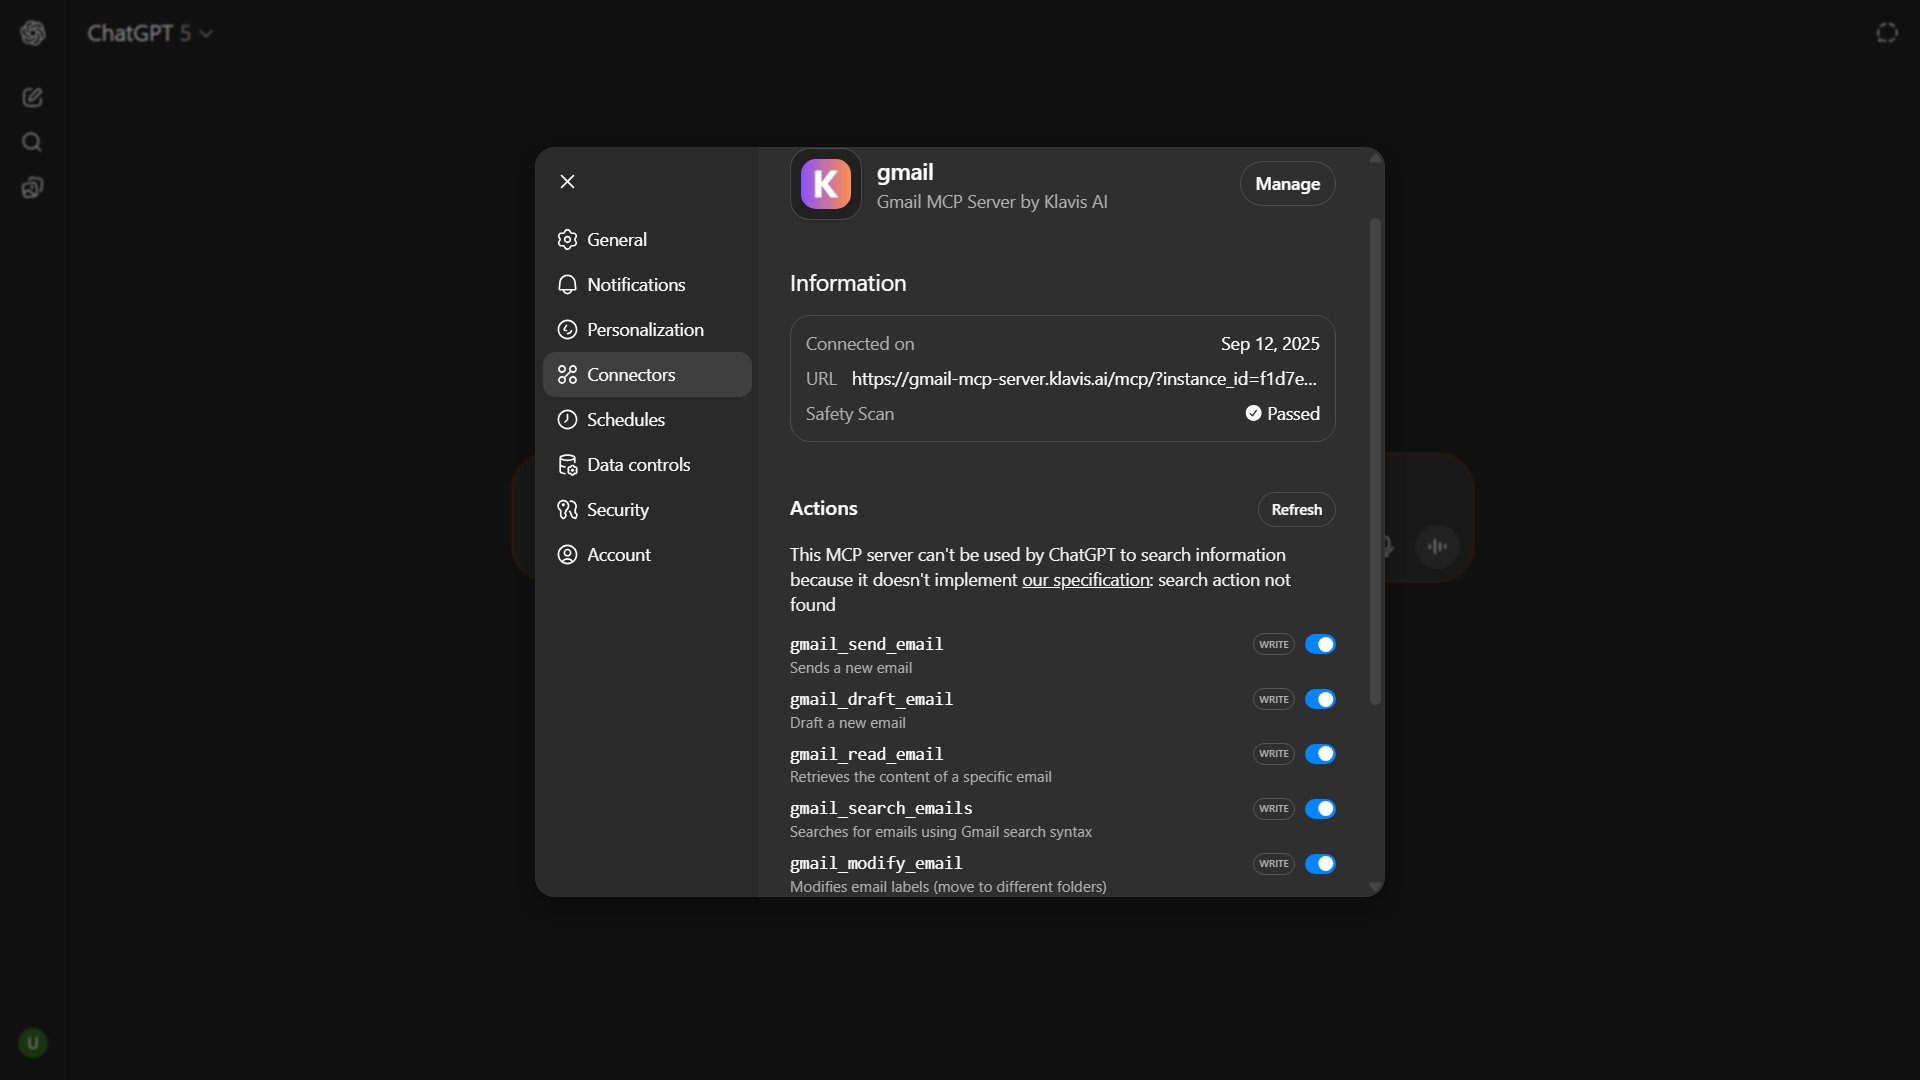 ChatGPT 5
K
gmail
Gmail MCP Server by Klavis AI
Manage
General
Notifications
Personalization
Connectors
Schedules
Data controls
Security
Account
Information
Connected on
Sep 12, 2025
URL
https://gmail-mcp-server.klavis.ai/mcp/?instance_id=f1d7e...
Safety Scan
Passed
Actions
Refresh
This MCP server can't be used by ChatGPT to search information
because it doesn't implement our specification: search action not
found
gmail_send_email
WRITE
Sends a new email
gmail_draft_email
WRITE
Draft a new email
gmail_read_email
WRITE
Retrieves the content of a specific email
gmail_search_emails
WRITE
Searches for emails using Gmail search syntax
gmail_modify_email
WRITE
Modifies email labels (move to different folders)
U